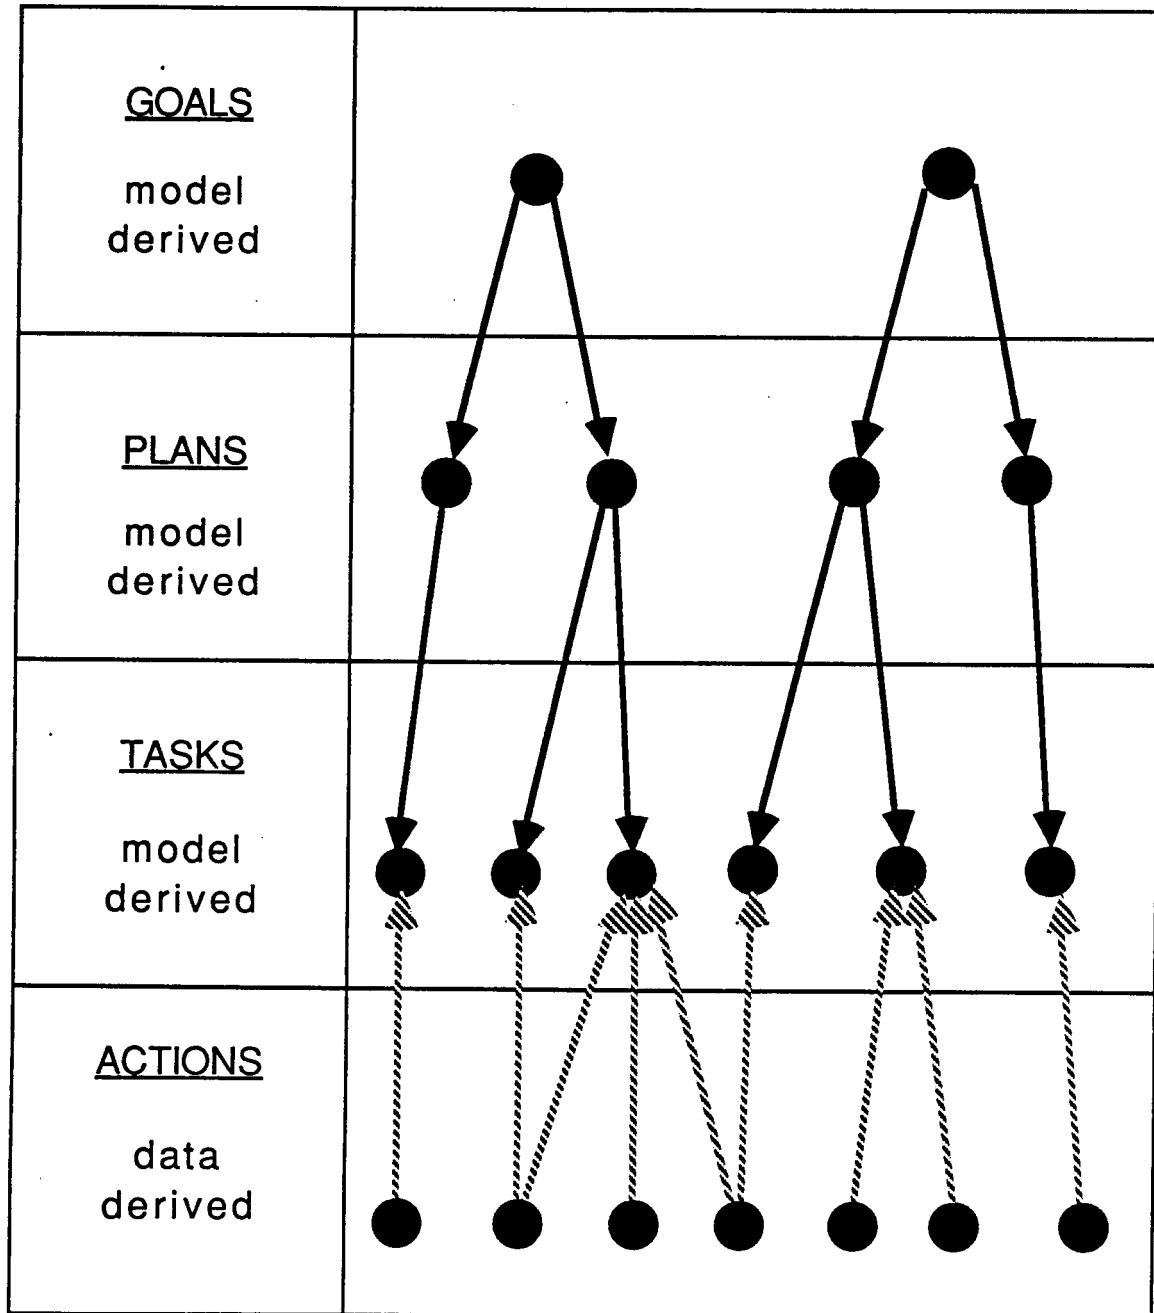 GOALS
model
derived
PLANS
model
derived
TASKS
model
derived
ACTIONS
data
derived